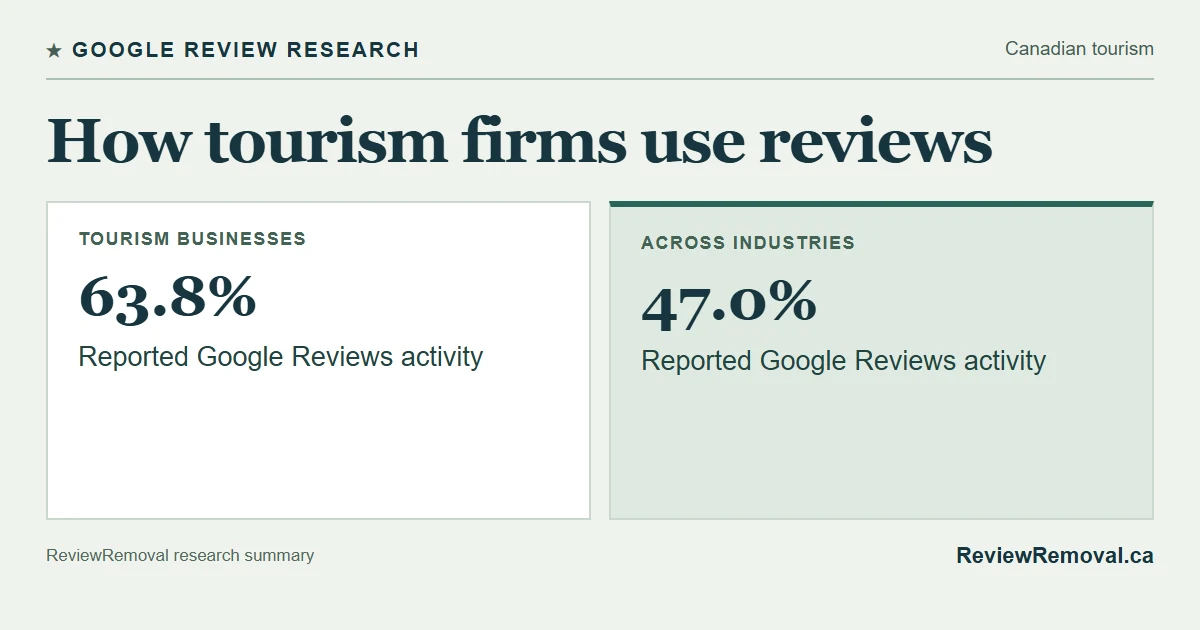 ★ GOOGLE REVIEW RESEARCH
Canadian tourism
How tourism firms use reviews
TOURISM BUSINESSES
63.8%
Reported Google Reviews activity
ACROSS INDUSTRIES
47.0%
Reported Google Reviews activity
ReviewRemoval research summary
ReviewRemoval.ca